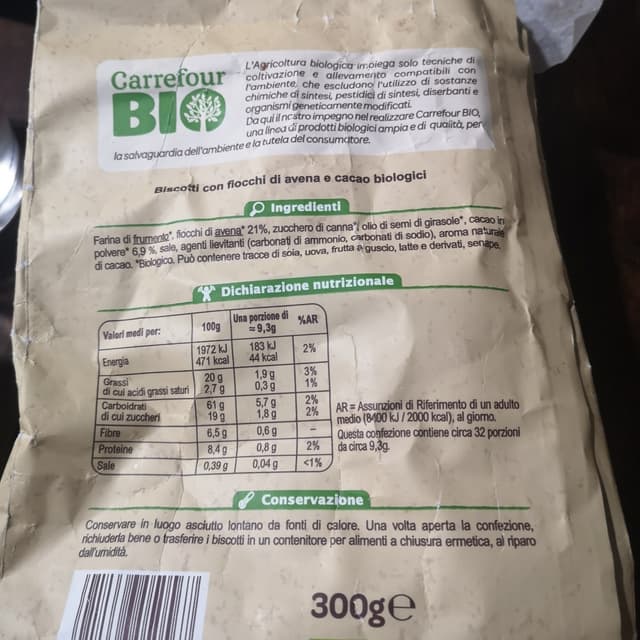 Carrefour
BIO
L'Agricoltura biologica impiega solo tecniche di
coltivazione e allevamento compatibili con
l'ambiente, che escludono l'utilizzo di sostanze
chimiche di sintesi, pesticidi di sintesi, diserbanti e
organismi geneticamente modificati.
Da qui il nostro impegno nel realizzare Carrefour BIO,
una linea di prodotti biologici ampia e di qualità, per
la salvaguardia dell'ambiente e la tutela del consumatore.
Biscotti con fiocchi di avena e cacao biologici
Ingredienti
Farina di frumento*, fiocchi di avena* 21%, zucchero di canna*, olio di semi di girasole*, cacao in
polvere* 6,9 %, sale, agenti lievitanti (carbonati di ammonio, carbonati di sodio), aroma naturale
di cacao. *Biologico. Può contenere tracce di soia, uova, frutta a guscio, latte e derivati, senape.
Dichiarazione nutrizionale
Valori medi per: 100g Una porzione di ≈9,3g %AR
Energia 1972 kJ 471 kcal 183 kJ 44 kcal 2%
Grassi 20 g 1,9 g 3%
di cui acidi grassi saturi 2,7 g 0,3 g 1%
Carboidrati 61 g 5,7 g 2%
di cui zuccheri 19 g 1,8 g 2%
Fibre 6,5 g 0,6 g –
Proteine 8,4 g 0,8 g 2%
Sale 0,39 g 0,04 g <1%
AR = Assunzioni di Riferimento di un adulto
medio (8400 kJ / 2000 kcal), al giorno.
Questa confezione contiene circa 32 porzioni
da circa 9,3g.
Conservazione
Conservare in luogo asciutto lontano da fonti di calore. Una volta aperta la confezione,
richiuderla bene o trasferire i biscotti in un contenitore per alimenti a chiusura ermetica, al riparo
dall'umidità.
300g℮